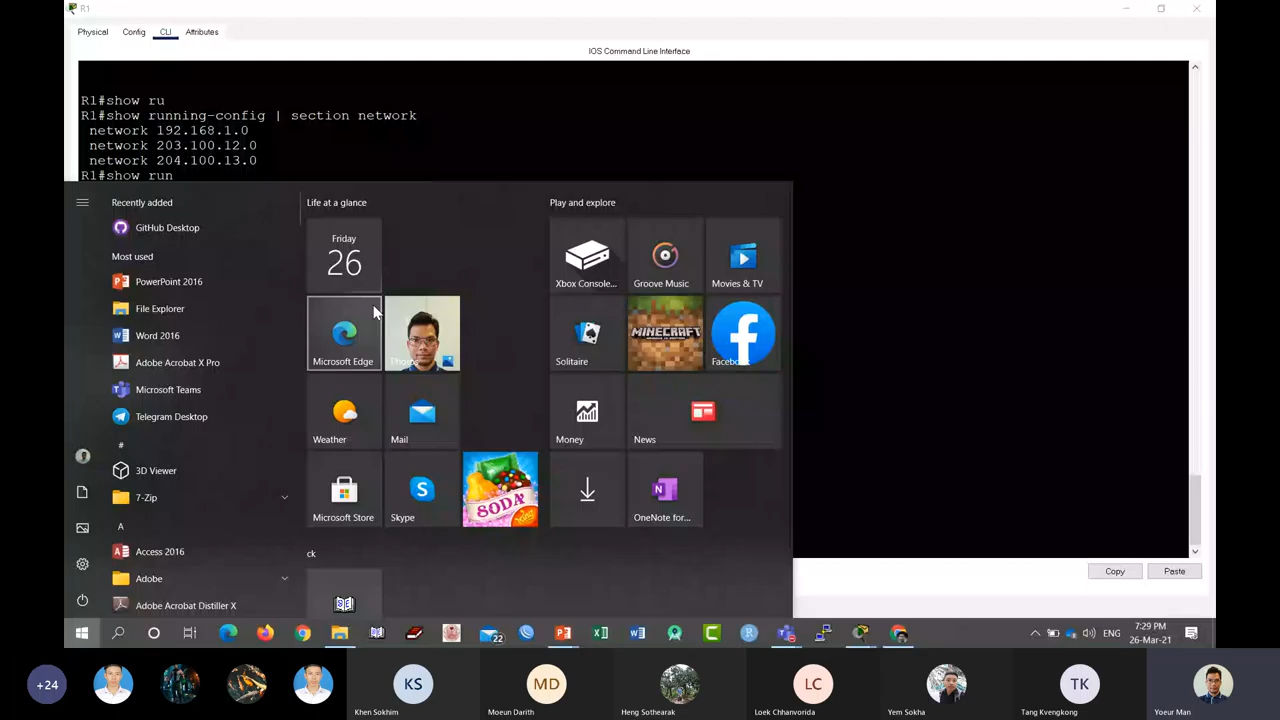 R1
Physical Config CLI Attributes
IOS Command Line Interface
R1#show ru
R1#show running-config | section network
network 192.168.1.0
network 203.100.12.0
network 204.100.13.0
R1#show run
Recently added
GitHub Desktop
Most used
PowerPoint 2016
File Explorer
Word 2016
Adobe Acrobat X Pro
Microsoft Teams
Telegram Desktop
#
3D Viewer
7-Zip
A
Access 2016
Adobe
Adobe Acrobat Distiller X
Life at a glance
Friday
26
Microsoft Edge
Photos
Weather
Mail
Microsoft Store
Skype
SODA
ck
Play and explore
Xbox Console...
Groove Music
Movies & TV
Solitaire
MINECRAFT
Facebook
Money
News
OneNote for...
Copy Paste
22
ENG
7:29 PM
26-Mar-21
+24
KS
Khen Sokhim
MD
Moeun Darith
Heng Sothearak
LC
Loek Chhanvorida
Yem Sokha
TK
Tang Kvengkong
Yoeur Man